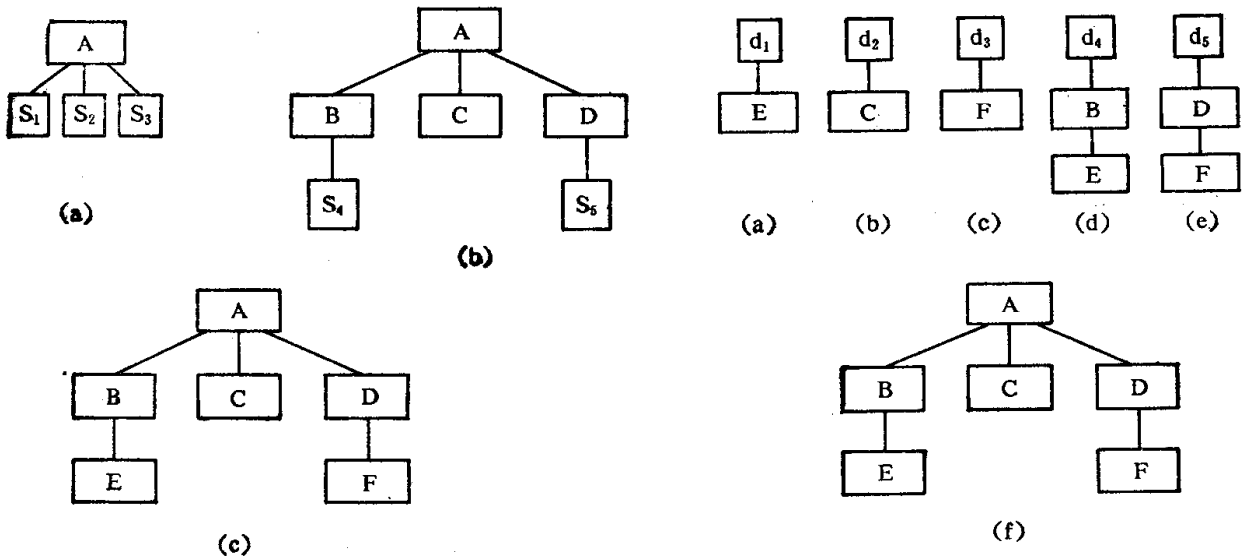 A
S₁ S₂ S₃
(a)
A
B C D
S₄ S₅
(b)
A
B C D
E F
(c)
d₁ d₂ d₃ d₄ d₅
E C F B D
E F
(a) (b) (c) (d) (e)
A
B C D
E F
(f)